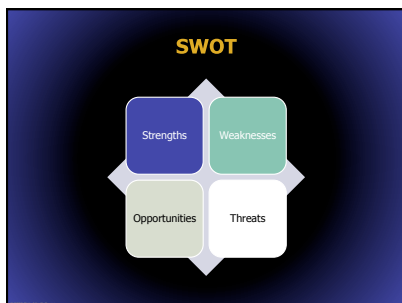 SWOT
Strengths
Weaknesses
Opportunities
Threats